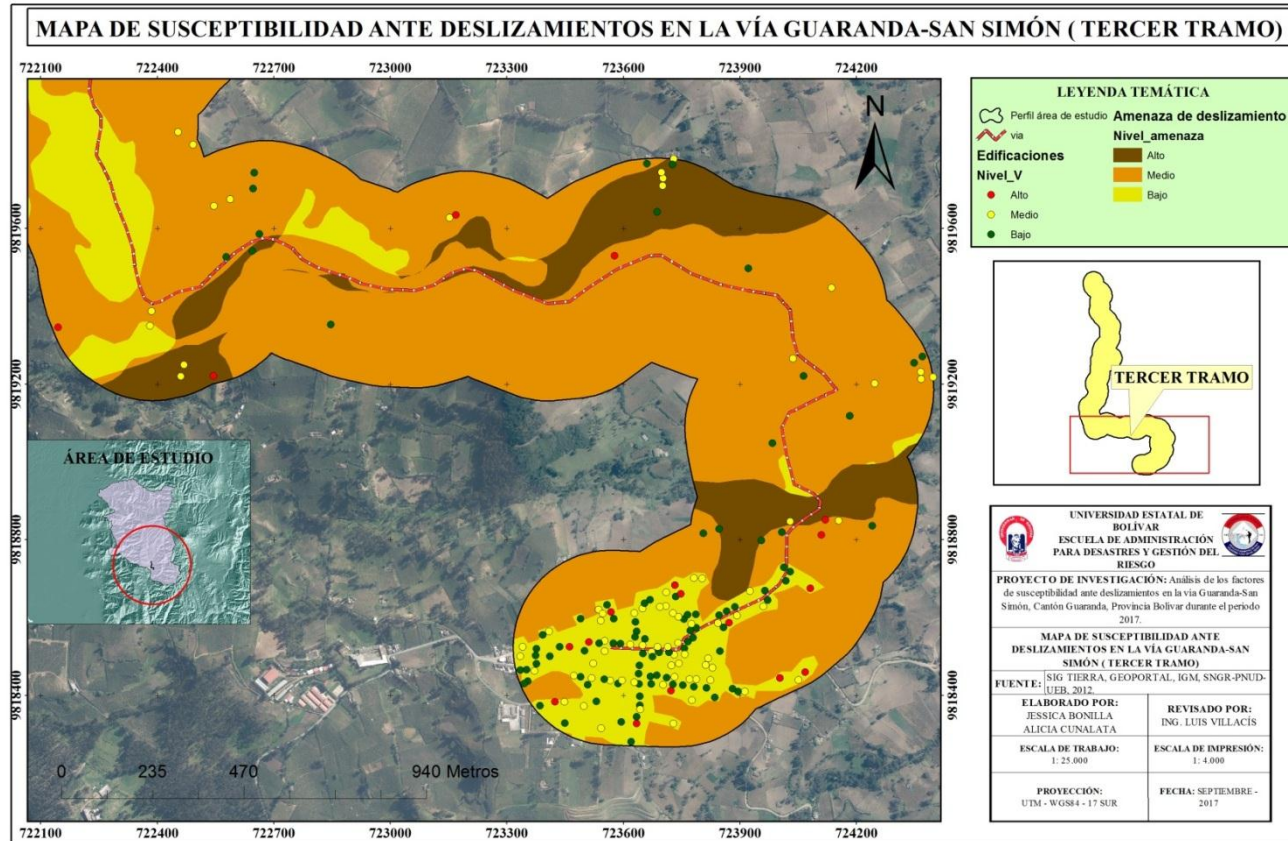 MAPA DE SUSCEPTIBILIDAD ANTE DESLIZAMIENTOS EN LA VÍA GUARANDA-SAN SIMÓN ( TERCER TRAMO)
722100 722400 722700 723000 723300 723600 723900 724200
9819600 9819200 9818800 9818400
N
9819600 9819200 9818800 9818400
ÁREA DE ESTUDIO
0 235 470 940 Metros
722100 722400 722700 723000 723300 723600 723900 724200
LEYENDA TEMÁTICA
Perfil área de estudio
via
Edificaciones
Nivel_V
Alto
Medio
Bajo
Amenaza de deslizamiento
Nivel_amenaza
Alto
Medio
Bajo
TERCER TRAMO
UNIVERSIDAD ESTATAL DE
BOLÍVAR
ESCUELA DE ADMINISTRACIÓN
PARA DESASTRES Y GESTIÓN DEL
RIESGO
PROYECTO DE INVESTIGACIÓN: Análisis de los factores
de susceptibilidad ante deslizamientos en la vía Guaranda-San
Simón, Cantón Guaranda, Provincia Bolívar durante el periodo
2017.
MAPA DE SUSCEPTIBILIDAD ANTE
DESLIZAMIENTOS EN LA VÍA GUARANDA-SAN
SIMÓN ( TERCER TRAMO)
FUENTE: SIG TIERRA, GEOPORTAL, IGM, SNGR-PNUD-
UEB, 2012.
ELABORADO POR:
JESSICA BONILLA
ALICIA CUNALATA
REVISADO POR:
ING. LUIS VILLACÍS
ESCALA DE TRABAJO:
1: 25.000
ESCALA DE IMPRESIÓN:
1: 4.000
PROYECCIÓN:
UTM - WGS84 - 17 SUR
FECHA: SEPTIEMBRE -
2017